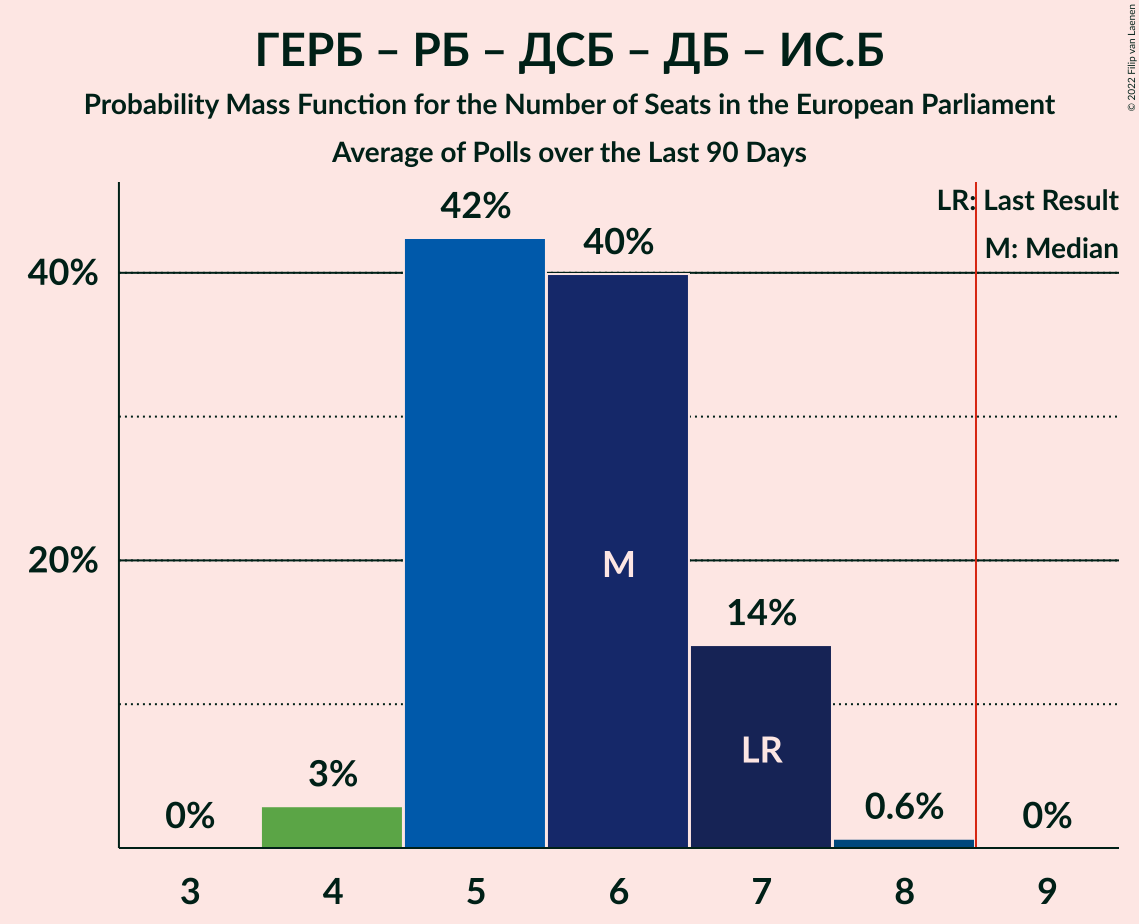 ГЕРБ – РБ – ДСБ – ДБ – ИС.Б
Probability Mass Function for the Number of Seats in the European Parliament
Average of Polls over the Last 90 Days
© 2022 Filip van Laenen
LR: Last Result
M: Median
42%
40%
40%
20%
M
14%
LR
3%
0%
0.6%
0%
3 4 5 6 7 8 9